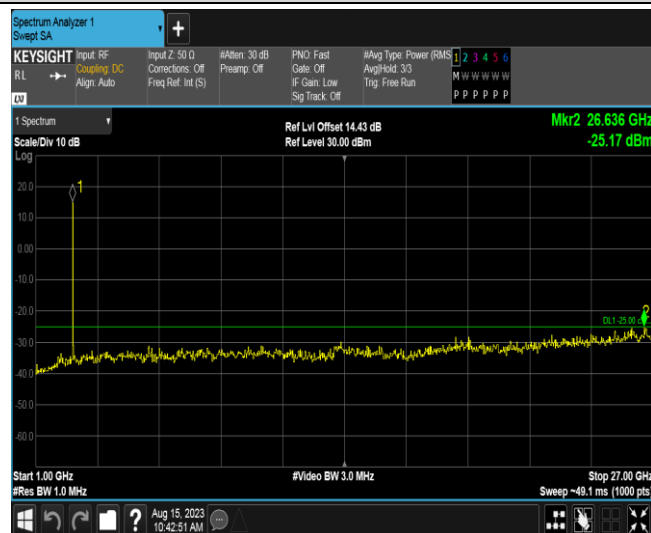 Spectrum Analyzer 1
Swept SA
+
KEYSIGHT
RL
LXI
Input: RF
Coupling: DC
Align: Auto
Input Z: 50 Ω
Corrections: Off
Freq Ref: Int (S)
#Atten: 30 dB
Preamp: Off
PNO: Fast
Gate: Off
IF Gain: Low
Sig Track: Off
#Avg Type: Power (RMS
Avg|Hold: 3/3
Trig: Free Run
1 2 3 4 5 6
M W W W W W
P P P P P P
1 Spectrum
Scale/Div 10 dB
Ref Lvl Offset 14.43 dB
Ref Level 30.00 dBm
Mkr2 26.636 GHz
-25.17 dBm
Log
1
20.0
10.0
0.00
-10.0
-20.0
2
DL1 -25.00
-30.0
-40.0
-50.0
-60.0
Start 1.00 GHz
#Video BW 3.0 MHz
Stop 27.00 GHz
#Res BW 1.0 MHz
Sweep ~49.1 ms (1000 pts)
?
Aug 15, 2023
10:42:51 AM